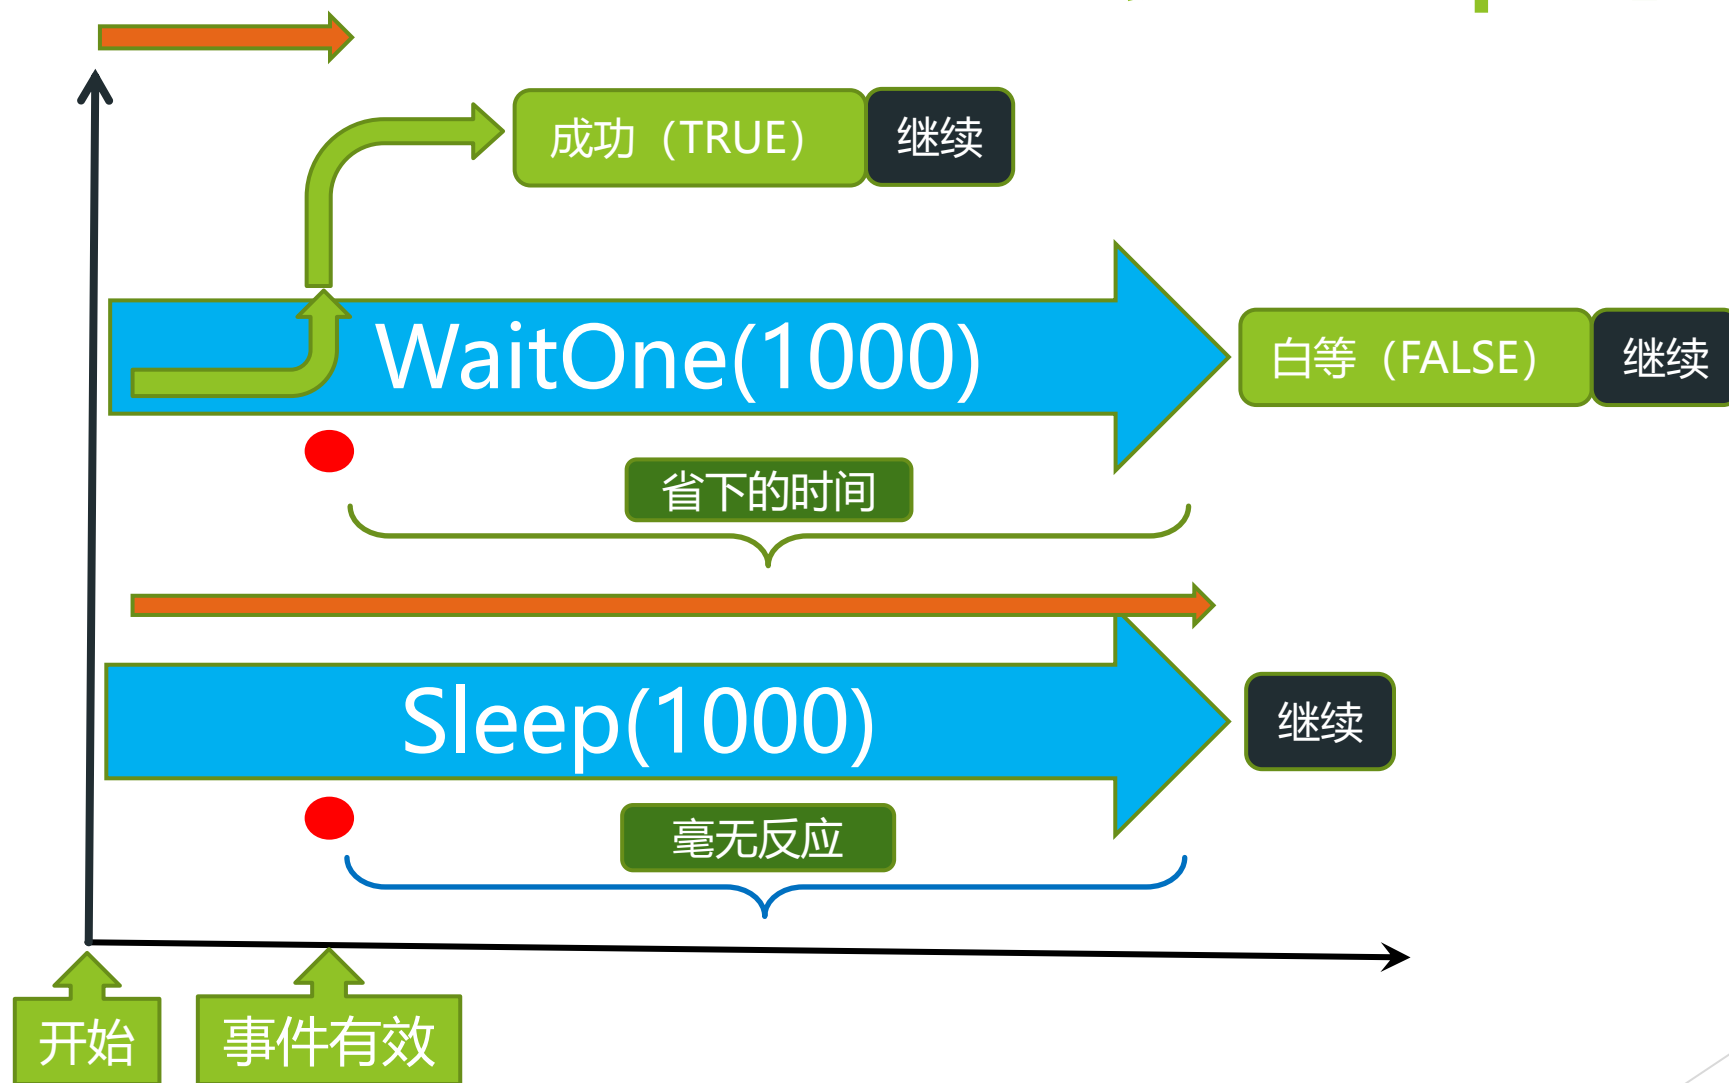 成功（TRUE）
继续
WaitOne(1000)
白等（FALSE）
继续
省下的时间
Sleep(1000)
继续
毫无反应
开始
事件有效